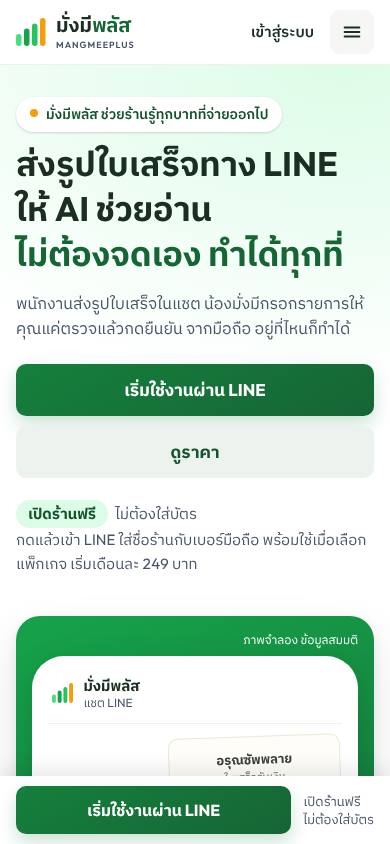 มั่งมีพลัส
MANGMEEPLUS
เข้าสู่ระบบ
มั่งมีพลัส ช่วยร้านรู้ทุกบาทที่จ่ายออกไป
ส่งรูปใบเสร็จทาง LINE
ให้ AI ช่วยอ่าน
ไม่ต้องจดเอง ทำได้ทุกที่
พนักงานส่งรูปใบเสร็จในแชต น้องมั่งมีกรอกรายการให้
คุณแค่ตรวจแล้วกดยืนยัน จากมือถือ อยู่ที่ไหนก็ทำได้
เริ่มใช้งานผ่าน LINE
ดูราคา
เปิดร้านฟรี ไม่ต้องใส่บัตร
กดแล้วเข้า LINE ใส่ชื่อร้านกับเบอร์มือถือ พร้อมใช้เมื่อเลือก
แพ็กเกจ เริ่มเดือนละ 249 บาท
ภาพจำลอง ข้อมูลสมมติ
มั่งมีพลัส
แชต LINE
อรุณซัพพลาย
เริ่มใช้งานผ่าน LINE
เปิดร้านฟรี
ไม่ต้องใส่บัตร